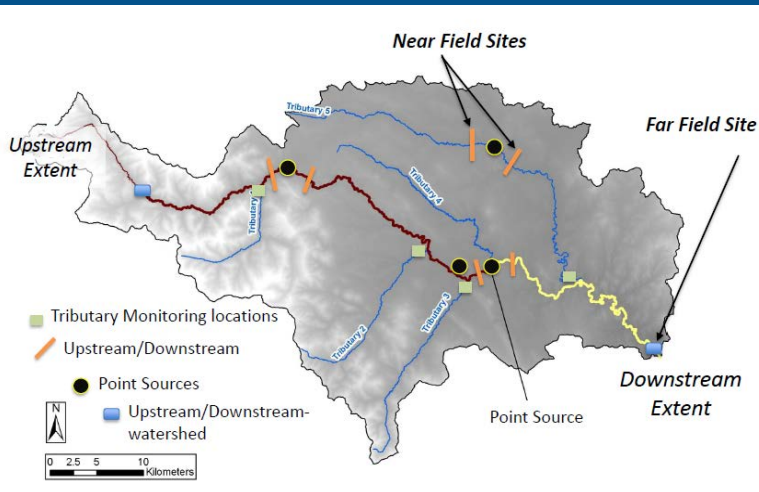 Near Field Sites
Far Field Site
Upstream
Extent
Tributary 5
Tributary 4
Tributary
Tributary 2
Tributary 3
Tributary Monitoring locations
Upstream/Downstream
Point Sources
Upstream/Downstream-
watershed
Point Source
Downstream
Extent
N
0 2.5 5 10
Kilometers